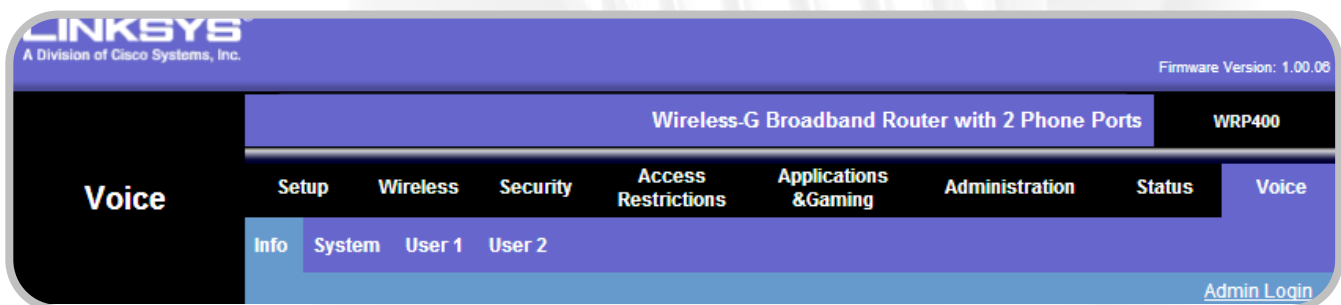 LINKSYS®
A Division of Cisco Systems, Inc.
Firmware Version: 1.00.06
Wireless-G Broadband Router with 2 Phone Ports WRP400
Voice
Setup Wireless Security Access Restrictions Applications &Gaming Administration Status Voice
Info System User 1 User 2
Admin Login